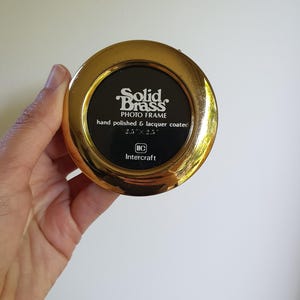 Solid
Brass
PHOTO FRAME
hand polished & lacquer coated
2.5" × 2.5"
IC
Intercraft